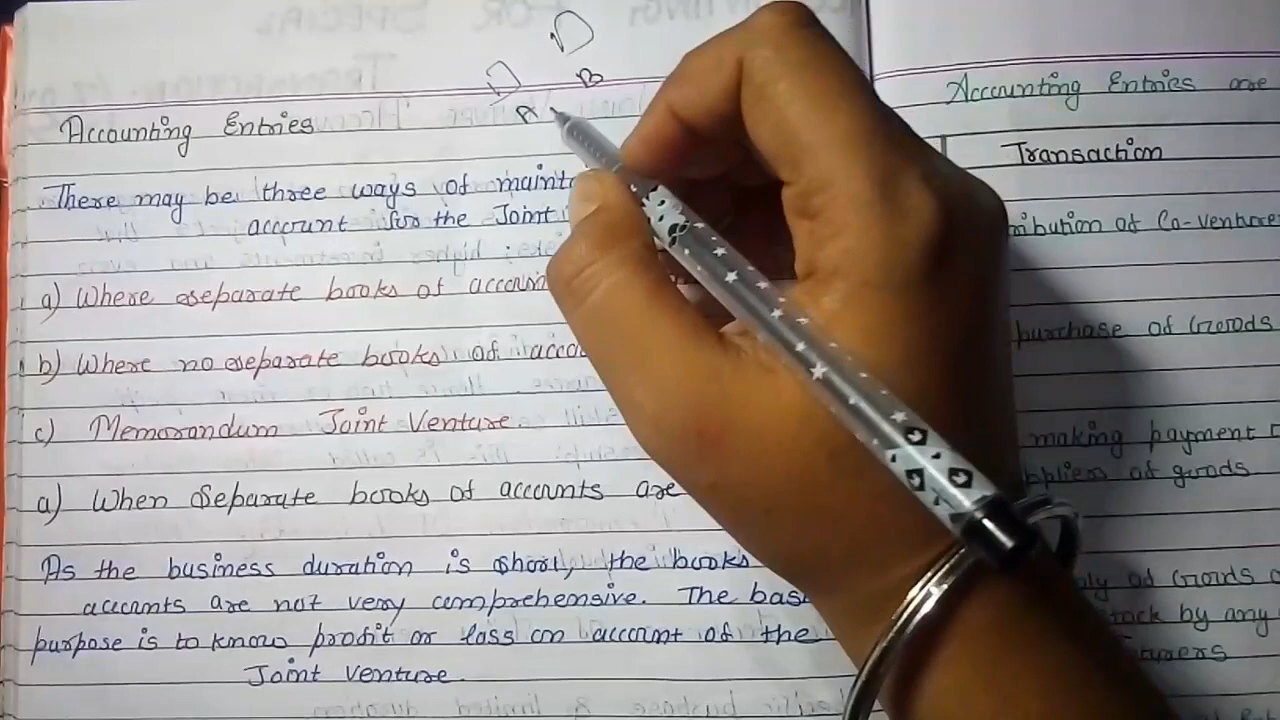 B
A
Accounting Entries
There may be three ways of maint
account for the Joint
a) Where separate books of accoun
b) Where no separate books of acco
c) Memorandum Joint Venture
a) When Separate books of accounts are
As the business duration is short, the books
accounts are not very comprehensive. The bas
purpose is to know profit or loss on account of the
Joint Venture
Accounting Entries are
Transaction
ribution of Co-venture
purchase of Goods
making payment
ppliers of goods
ply of Goods
tock by any
turers